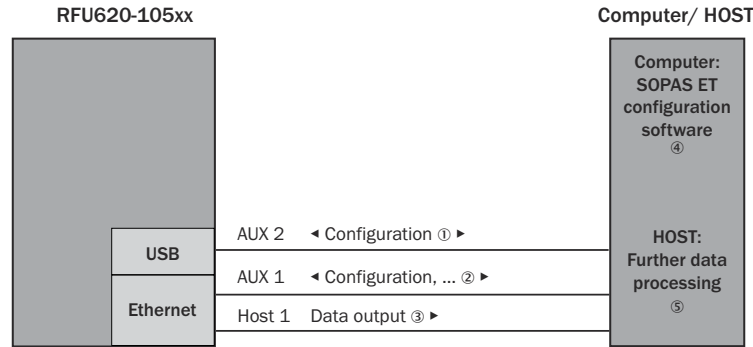 RFU620-105xx
Computer/ HOST
Computer:
SOPAS ET
configuration
software
④
USB
Ethernet
AUX 2 ◄ Configuration ① ►
AUX 1 ◄ Configuration, ... ② ►
Host 1 Data output ③ ►
HOST:
Further data
processing
⑤